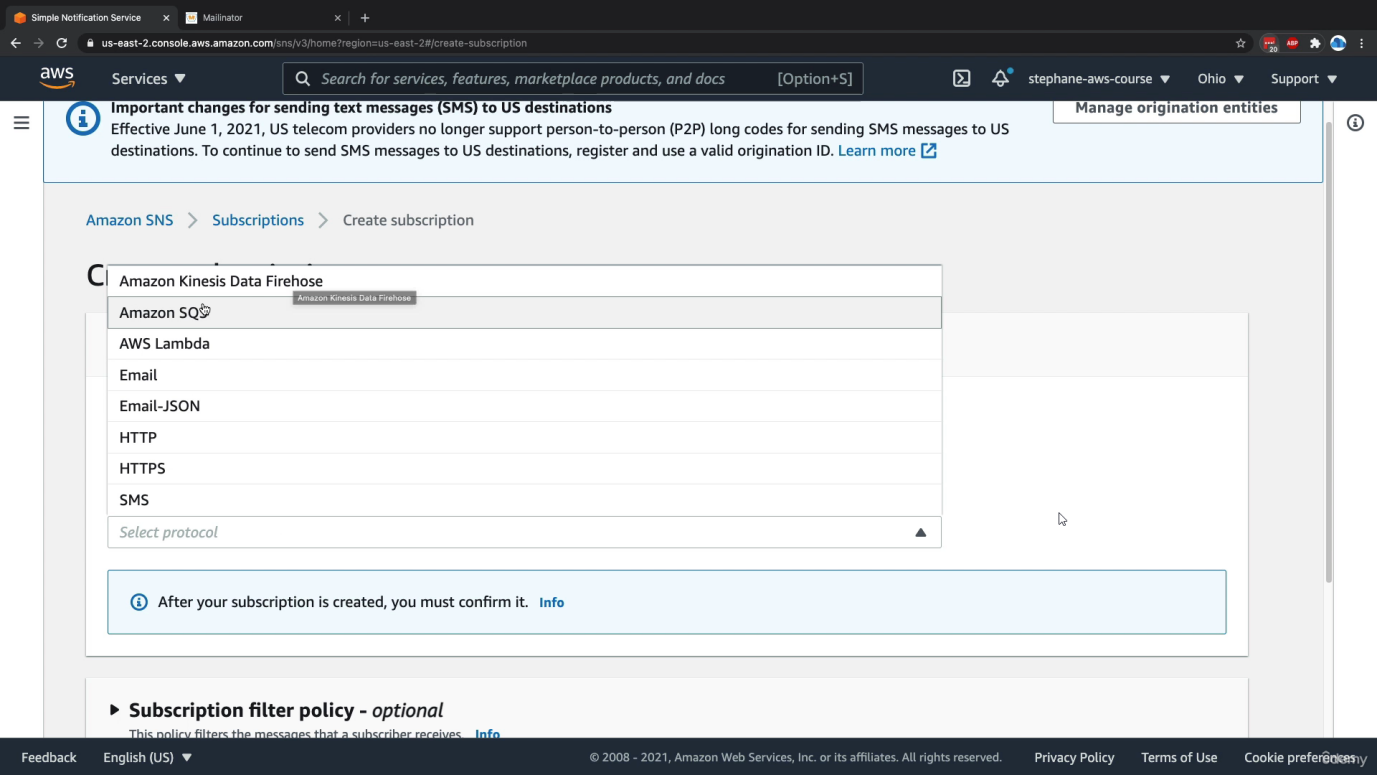 Simple Notification Service
Mailinator
us-east-2.console.aws.amazon.com/sns/v3/home?region=us-east-2#/create-subscription
20
ABP
aws
Services
Search for services, features, marketplace products, and docs
[Option+S]
stephane-aws-course
Ohio
Support
Important changes for sending text messages (SMS) to US destinations
Manage origination entities
Effective June 1, 2021, US telecom providers no longer support person-to-person (P2P) long codes for sending SMS messages to US
destinations. To continue to send SMS messages to US destinations, register and use a valid origination ID. Learn more
Amazon SNS
Subscriptions
Create subscription
Amazon Kinesis Data Firehose
Amazon Kinesis Data Firehose
Amazon SQS
AWS Lambda
Email
Email-JSON
HTTP
HTTPS
SMS
Select protocol
After your subscription is created, you must confirm it. Info
Subscription filter policy - optional
This policy filters the messages that a subscriber receives. Info
Feedback
English (US)
© 2008 - 2021, Amazon Web Services, Inc. or its affiliates. All rights reserved.
Privacy Policy
Terms of Use
Cookie preferences
ûdemy